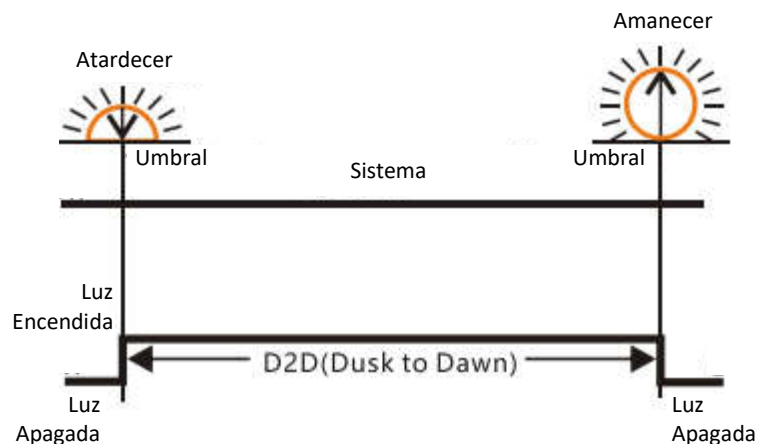 Amanecer
Atardecer
Umbral
Umbral
Sistema
Luz
Encendida
D2D(Dusk to Dawn)
Luz
Apagada
Luz
Apagada